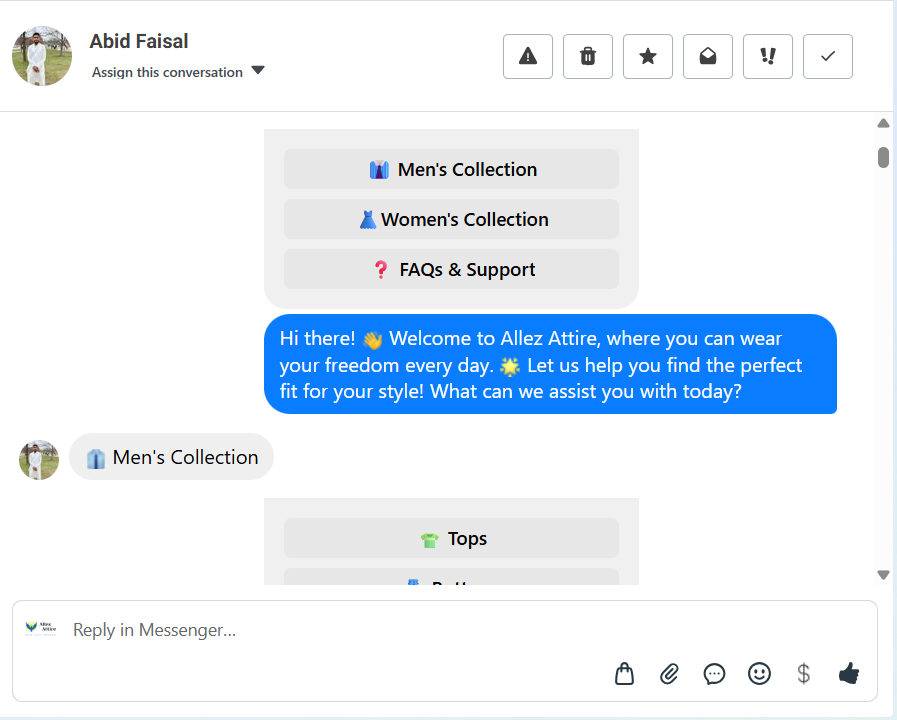 Abid Faisal
Assign this conversation
Men's Collection
Women's Collection
FAQs & Support
Hi there! 👋 Welcome to Allez Attire, where you can wear
your freedom every day. 🌟 Let us help you find the perfect
fit for your style! What can we assist you with today?
Men's Collection
Tops
Allez
Attire
Reply in Messenger...